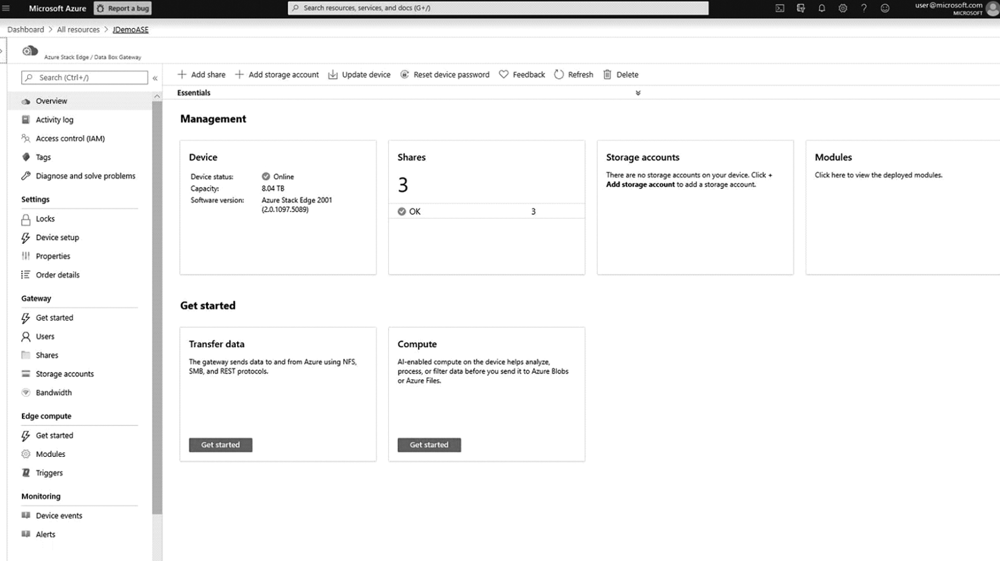 Microsoft Azure
Report a bug
Search resources, services, and docs (G+/)
user@microsoft.com
MICROSOFT
Dashboard > All resources > JDemoASE
Azure Stack Edge / Data Box Gateway
Search (Ctrl+/)
Overview
Activity log
Access control (IAM)
Tags
Diagnose and solve problems
Settings
Locks
Device setup
Properties
Order details
Gateway
Get started
Users
Shares
Storage accounts
Bandwidth
Edge compute
Get started
Modules
Triggers
Monitoring
Device events
Alerts
Add share
Add storage account
Update device
Reset device password
Feedback
Refresh
Delete
Essentials
Management
Device
Device status: Online
Capacity: 8.04 TB
Software version: Azure Stack Edge 2001
(2.0.1097.5089)
Shares
3
OK 3
Storage accounts
There are no storage accounts on your device. Click +
Add storage account to add a storage account.
Modules
Click here to view the deployed modules.
Get started
Transfer data
The gateway sends data to and from Azure using NFS,
SMB, and REST protocols.
Get started
Compute
AI-enabled compute on the device helps analyze,
process, or filter data before you send it to Azure Blobs
or Azure Files.
Get started